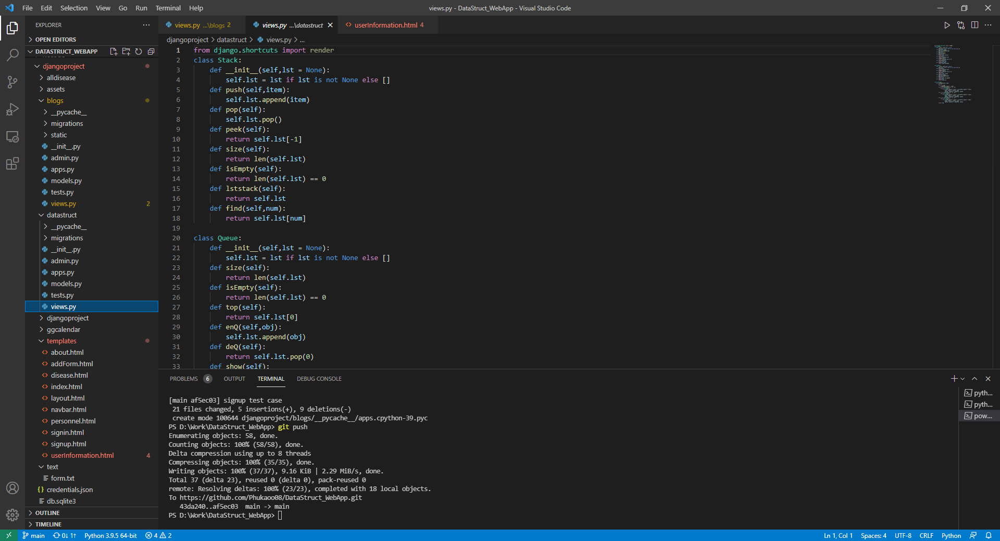 File Edit Selection View Go Run Terminal Help
views.py - DataStruct_WebApp - Visual Studio Code
EXPLORER
OPEN EDITORS
DATASTRUCT_WEBAPP
djangoproject
alldisease
assets
blogs
__pycache__
migrations
static
__init__.py
admin.py
apps.py
models.py
tests.py
views.py 2
datastruct
__pycache__
migrations
__init__.py
admin.py
apps.py
models.py
tests.py
views.py
djangoproject
ggcalendar
templates
about.html
addForm.html
disease.html
index.html
layout.html
navbar.html
personnel.html
signin.html
signup.html
userInformation.html 4
text
form.txt
credentials.json
db.sqlite3
OUTLINE
TIMELINE
views.py ...\blogs 2
views.py ...\datastruct
userInformation.html 4
djangoproject > datastruct > views.py > ...
1 from django.shortcuts import render
2 class Stack:
3 def __init__(self,lst = None):
4 self.lst = lst if lst is not None else []
5 def push(self,item):
6 self.lst.append(item)
7 def pop(self):
8 self.lst.pop()
9 def peek(self):
10 return self.lst[-1]
11 def size(self):
12 return len(self.lst)
13 def isEmpty(self):
14 return len(self.lst) == 0
15 def lststack(self):
16 return self.lst
17 def find(self,num):
18 return self.lst[num]
19
20 class Queue:
21 def __init__(self,lst = None):
22 self.lst = lst if lst is not None else []
23 def size(self):
24 return len(self.lst)
25 def isEmpty(self):
26 return len(self.lst) == 0
27 def top(self):
28 return self.lst[0]
29 def enQ(self,obj):
30 self.lst.append(obj)
31 def deQ(self):
32 return self.lst.pop(0)
33 def show(self):
PROBLEMS 6 OUTPUT TERMINAL DEBUG CONSOLE
[main af5ec03] signup test case
21 files changed, 5 insertions(+), 9 deletions(-)
create mode 100644 djangoproject/blogs/__pycache__/apps.cpython-39.pyc
PS D:\Work\DataStruct_WebApp> git push
Enumerating objects: 58, done.
Counting objects: 100% (58/58), done.
Delta compression using up to 8 threads
Compressing objects: 100% (35/35), done.
Writing objects: 100% (37/37), 9.16 KiB | 2.29 MiB/s, done.
Total 37 (delta 23), reused 0 (delta 0), pack-reused 0
remote: Resolving deltas: 100% (23/23), completed with 18 local objects.
To https://github.com/Phukaoo08/DataStruct_WebApp.git
43da240..af5ec03 main -> main
PS D:\Work\DataStruct_WebApp>
pyth...
pyth...
pow...
main 0↓ 1↑ Python 3.9.5 64-bit 4 2
Ln 1, Col 1 Spaces: 4 UTF-8 CRLF Python